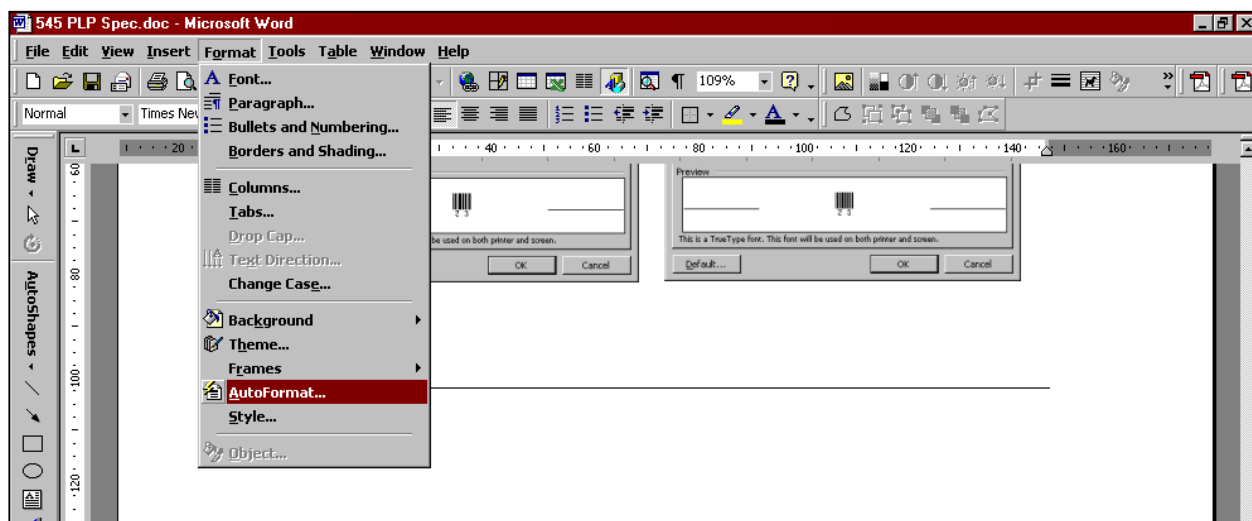 545 PLP Spec.doc - Microsoft Word
File Edit View Insert Format Tools Table Window Help
109%
Normal Times New
Font...
Paragraph...
Bullets and Numbering...
Borders and Shading...
Columns...
Tabs...
Drop Cap...
Text Direction...
Change Case...
Background
Theme...
Frames
AutoFormat...
Style...
Object...
20 40 60 80 100 120 140 160
Draw
AutoShapes
60
80
100
120
2 3
be used on both printer and screen.
OK Cancel
Preview
2 3
This is a TrueType font. This font will be used on both printer and screen.
Default... OK Cancel